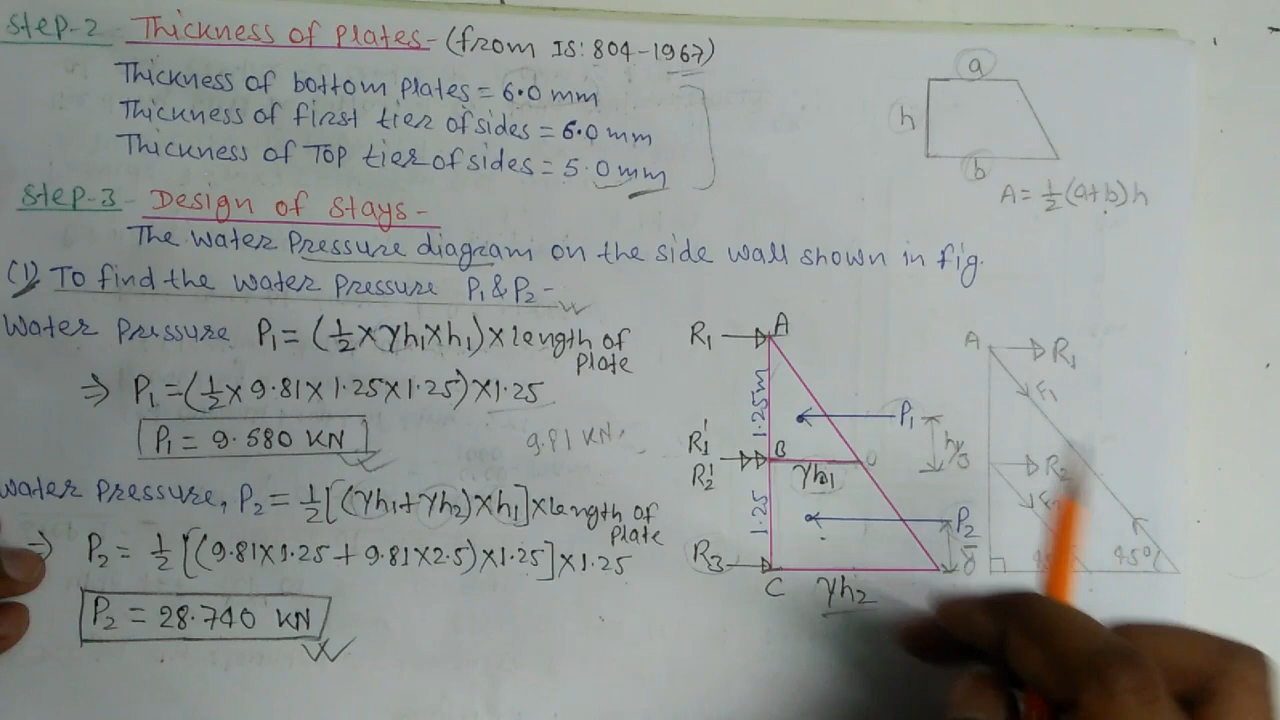 Step-2 Thickness of Plates- (from IS: 804-1967)
Thickness of bottom plates = 6.0 mm
Thickness of first tier of sides = 6.0 mm
Thickness of Top tier of sides = 5.0 mm
a
h
b
A = 1/2 (a+b) h
Step-3 Design of Stays-
The water Pressure diagram on the side wall shown in fig.
(1) To find the water Pressure P1 & P2 -
Water Pressure P1 = (1/2 × γh1 × h1) × length of Plate
⇒ P1 = (1/2 × 9.81 × 1.25 × 1.25) × 1.25
P1 = 9.580 KN
9.81 KN
Water Pressure, P2 = 1/2 [(γh1 + γh2) × h1] × length of Plate
⇒ P2 = 1/2 [(9.81×1.25 + 9.81×2.5) × 1.25] × 1.25
P2 = 28.740 KN
R1 A
1.25m
P1
h1/3
R1' B
R2' γh1
1.25
P2
ȳ
R3
C γh2
A R1
F1
R2
45°